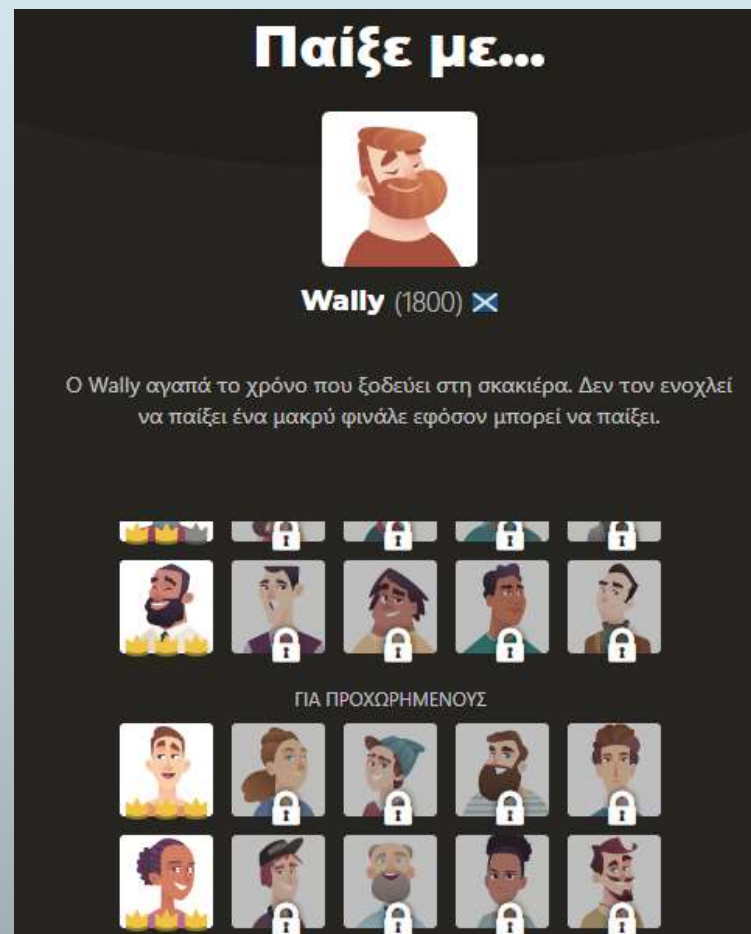 Παίξε με...
Wally (1800)
Ο Wally αγαπά το χρόνο που ξοδεύει στη σκακιέρα. Δεν τον ενοχλεί
να παίξει ένα μακρύ φινάλε εφόσον μπορεί να παίξει.
ΓΙΑ ΠΡΟΧΩΡΗΜΕΝΟΥΣ